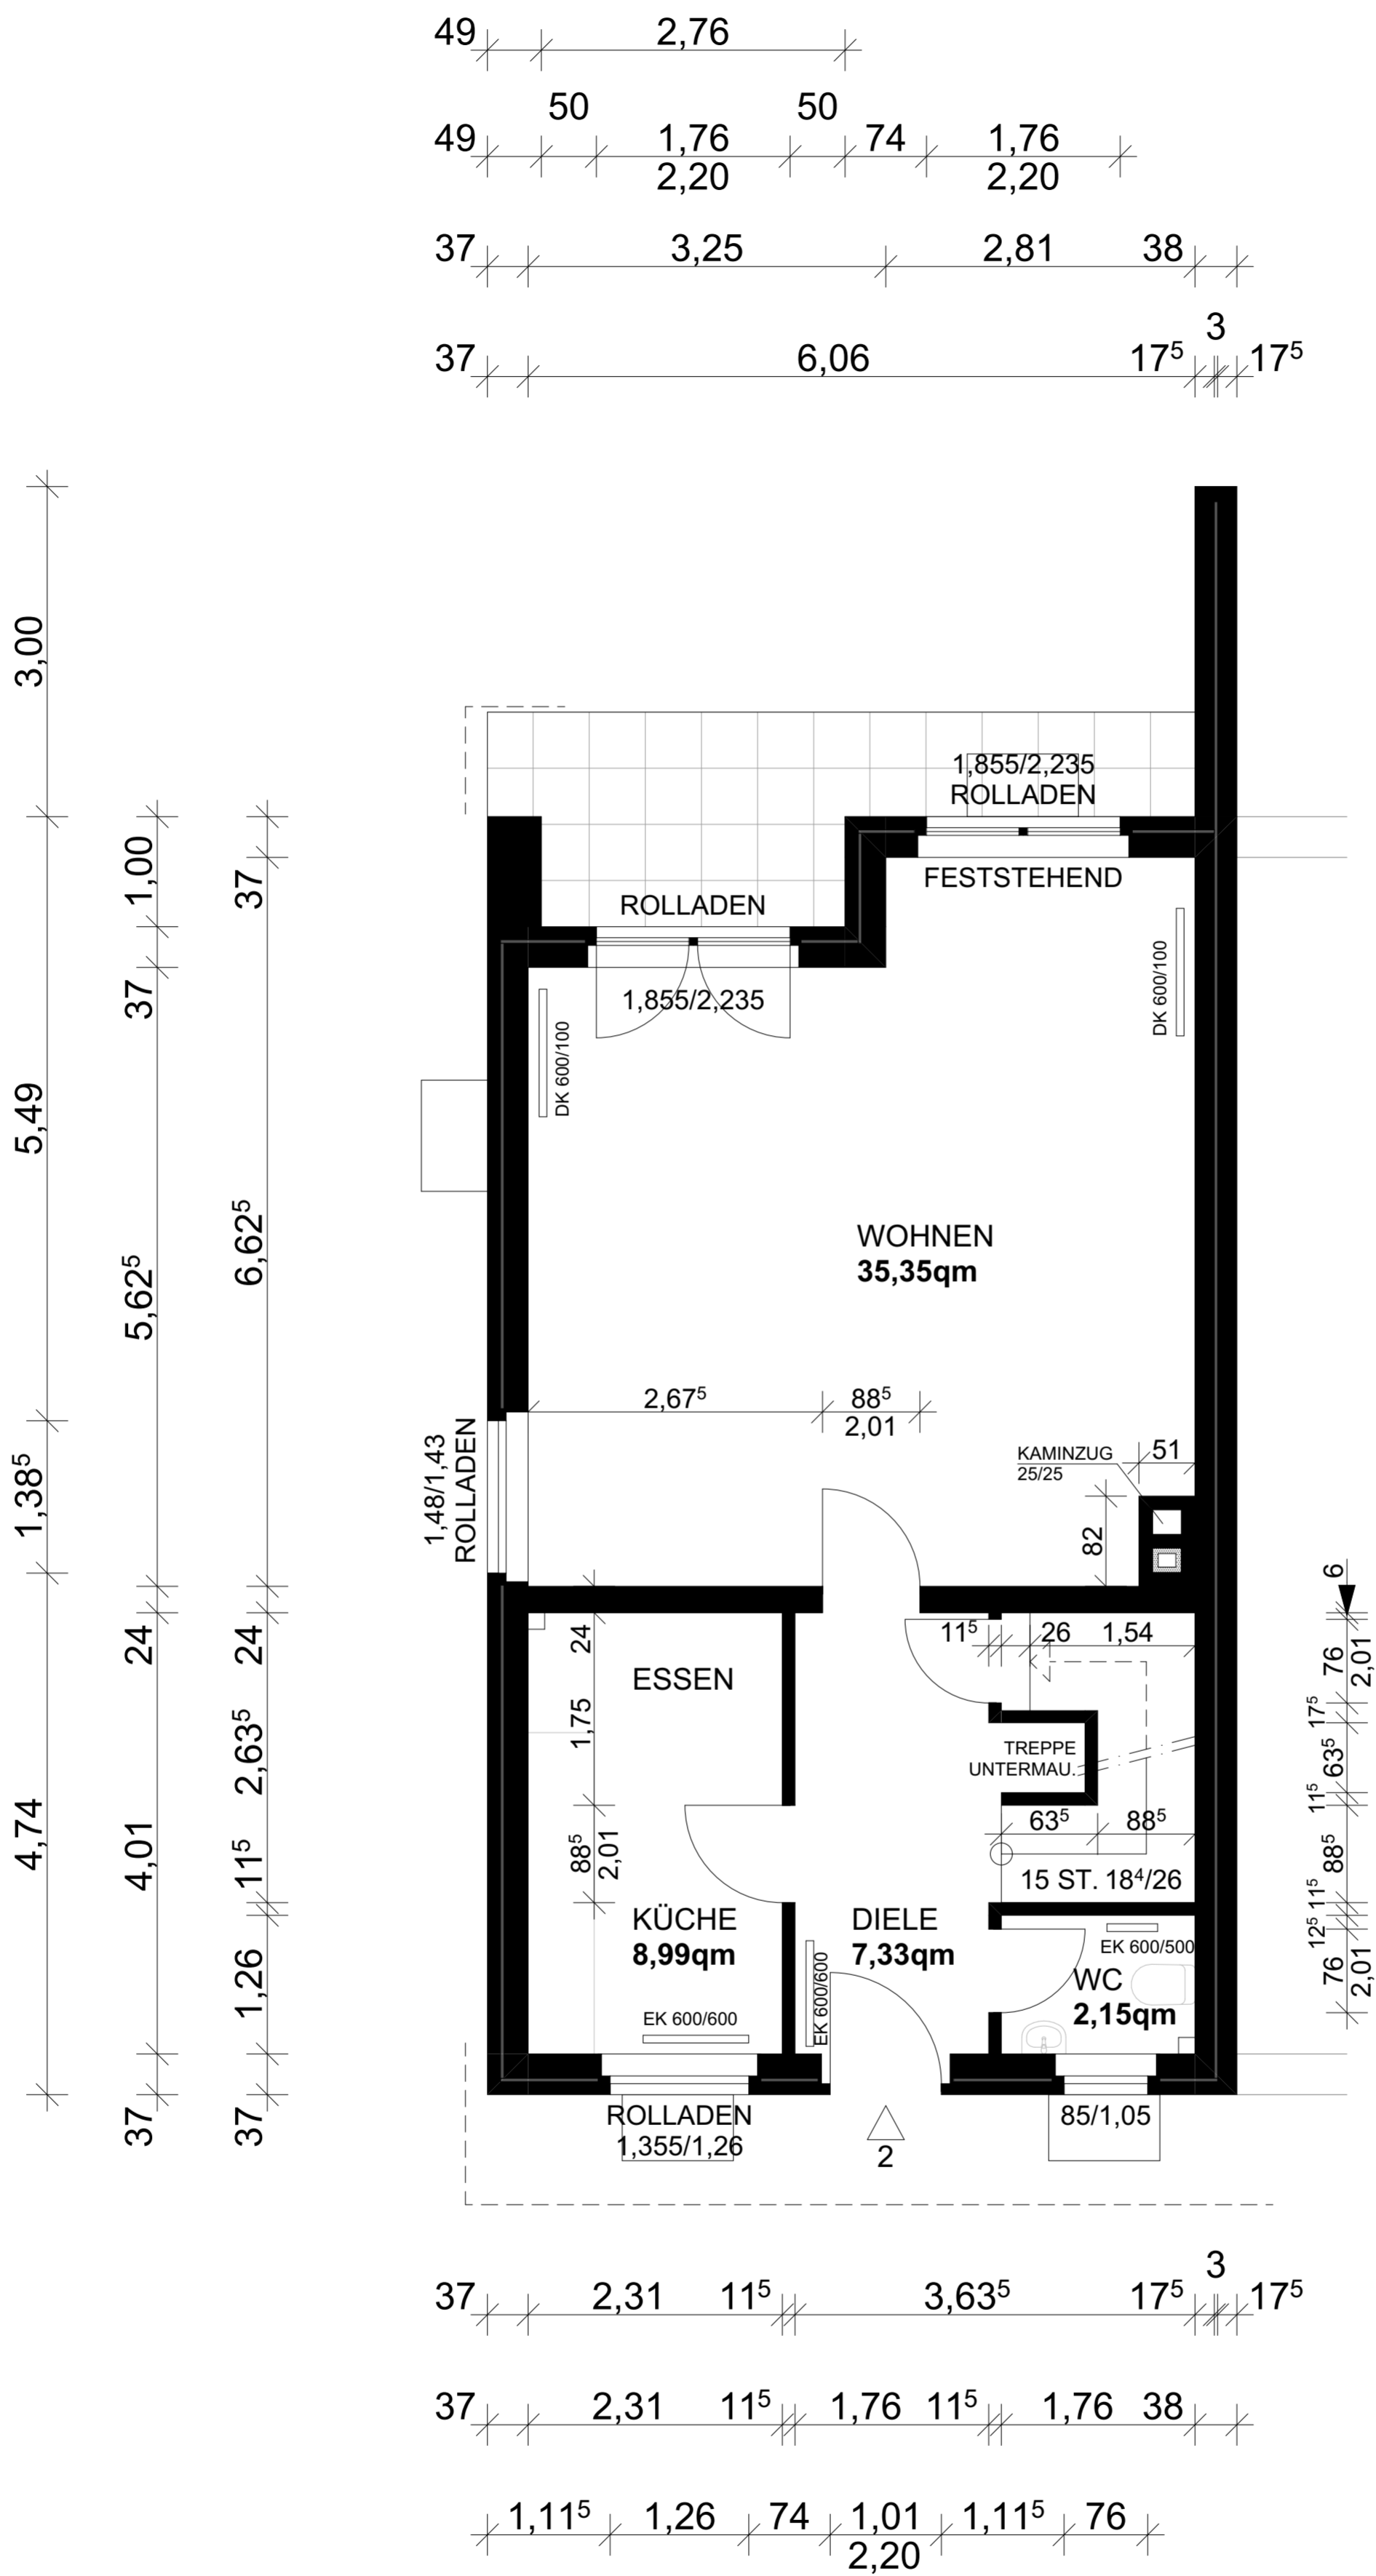 49 2,76
50 50
49 1,76 74 1,76
2,20 2,20
37 3,25 2,81 38
3
37 6,06 17⁵ 17⁵
3,00
5,49
1,38⁵
4,74
1,00
37
5,62⁵
24
4,01
37
37
6,62⁵
24
2,63⁵
11⁵
1,26
37
1,855/2,235
ROLLADEN
FESTSTEHEND
ROLLADEN
1,855/2,235
DK 600/100
DK 600/100
WOHNEN
35,35qm
2,67⁵ 88⁵
2,01
1,48/1,43
ROLLADEN
KAMINZUG
25/25
51
82
24
1,75
88⁵
2,01
ESSEN
11⁵ 26 1,54
TREPPE
UNTERMAU.
63⁵ 88⁵
15 ST. 18⁴/26
KÜCHE
8,99qm
DIELE
7,33qm
EK 600/500
WC
2,15qm
EK 600/600
EK 600/600
6
76
2,01
17⁵
63⁵
11⁵
88⁵
11⁵
12⁵
76
2,01
ROLLADEN
1,355/1,26
85/1,05
2
3
37 2,31 11⁵ 3,63⁵ 17⁵ 17⁵
37 2,31 11⁵ 1,76 11⁵ 1,76 38
1,11⁵ 1,26 74 1,01 1,11⁵ 76
2,20